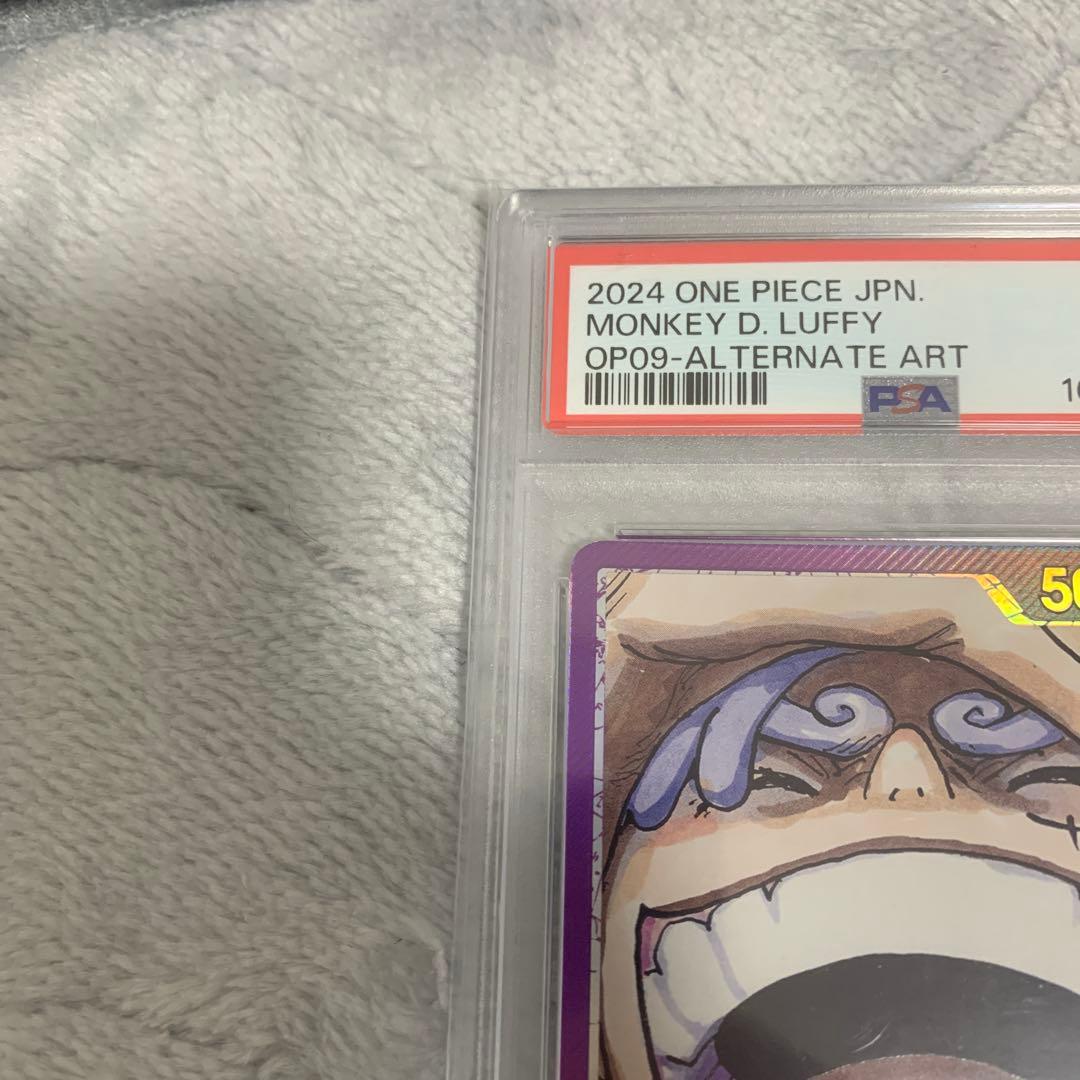 2024 ONE PIECE JPN.
MONKEY D. LUFFY
OP09-ALTERNATE ART
PSA